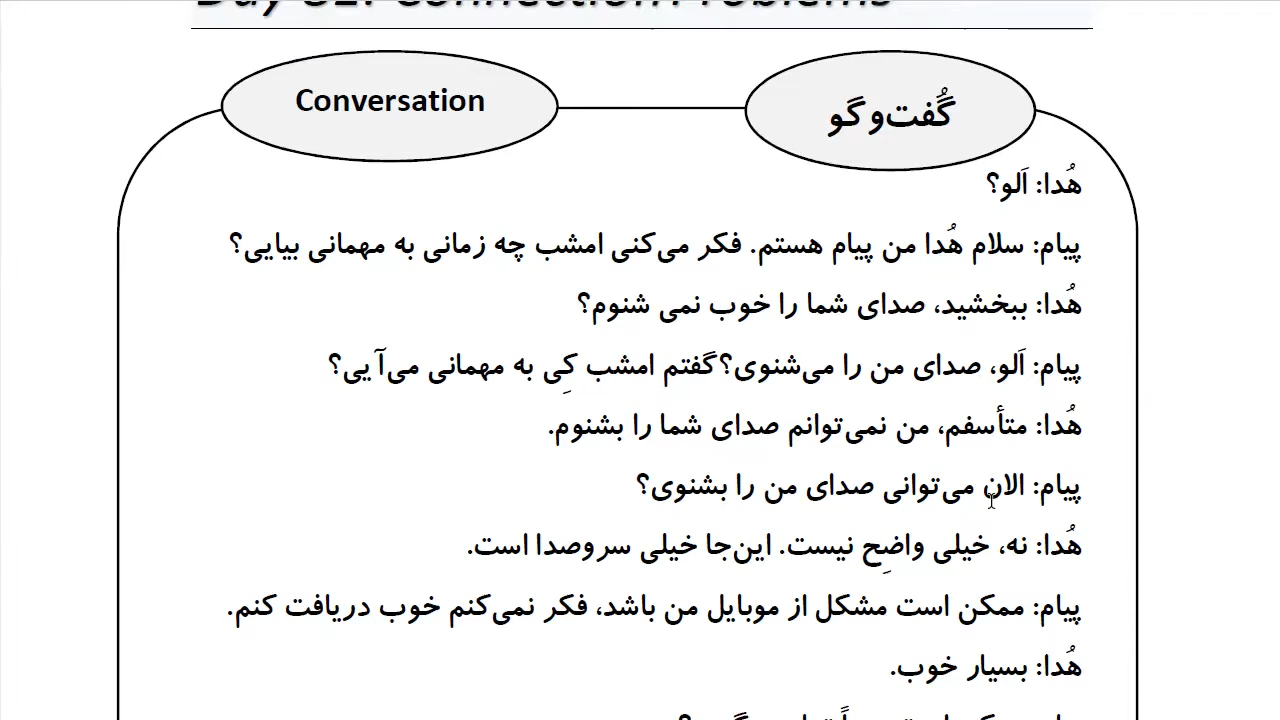 Conversation
گُفت‌و‌گو
هُدا: اَلو؟
پیام: سلام هُدا من پیام هستم. فکر می‌کنی امشب چه زمانی به مهمانی بیایی؟
هُدا: ببخشید، صدای شما را خوب نمی شنوم؟
پیام: اَلو، صدای من را می‌شنوی؟گفتم امشب کِی به مهمانی می‌آیی؟
هُدا: متأسفم، من نمی‌توانم صدای شما را بشنوم.
پیام: الان می‌توانی صدای من را بشنوی؟
هُدا: نه، خیلی واضِح نیست. این‌جا خیلی سروصدا است.
پیام: ممکن است مشکل از موبایل من باشد، فکر نمی‌کنم خوب دریافت کنم.
هُدا: بسیار خوب.